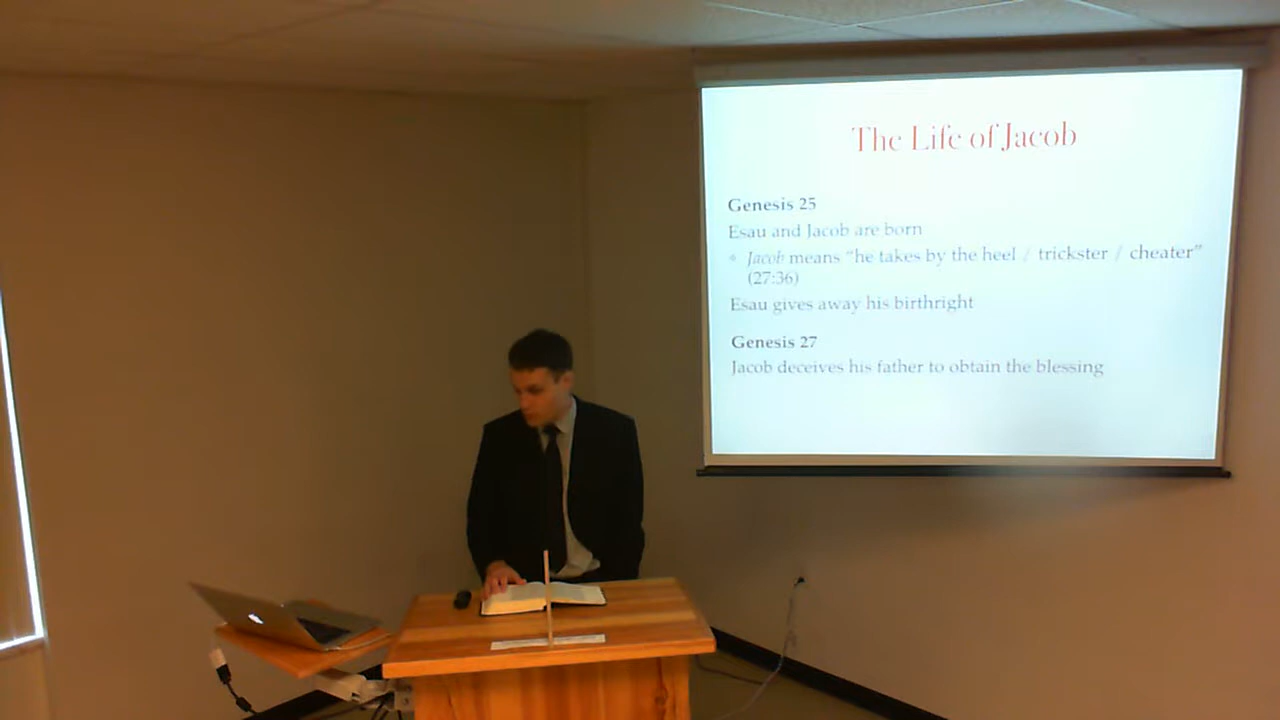 The Life of Jacob
Genesis 25
Esau and Jacob are born
Jacob means “he takes by the heel / trickster / cheater”
(27:36)
Esau gives away his birthright
Genesis 27
Jacob deceives his father to obtain the blessing